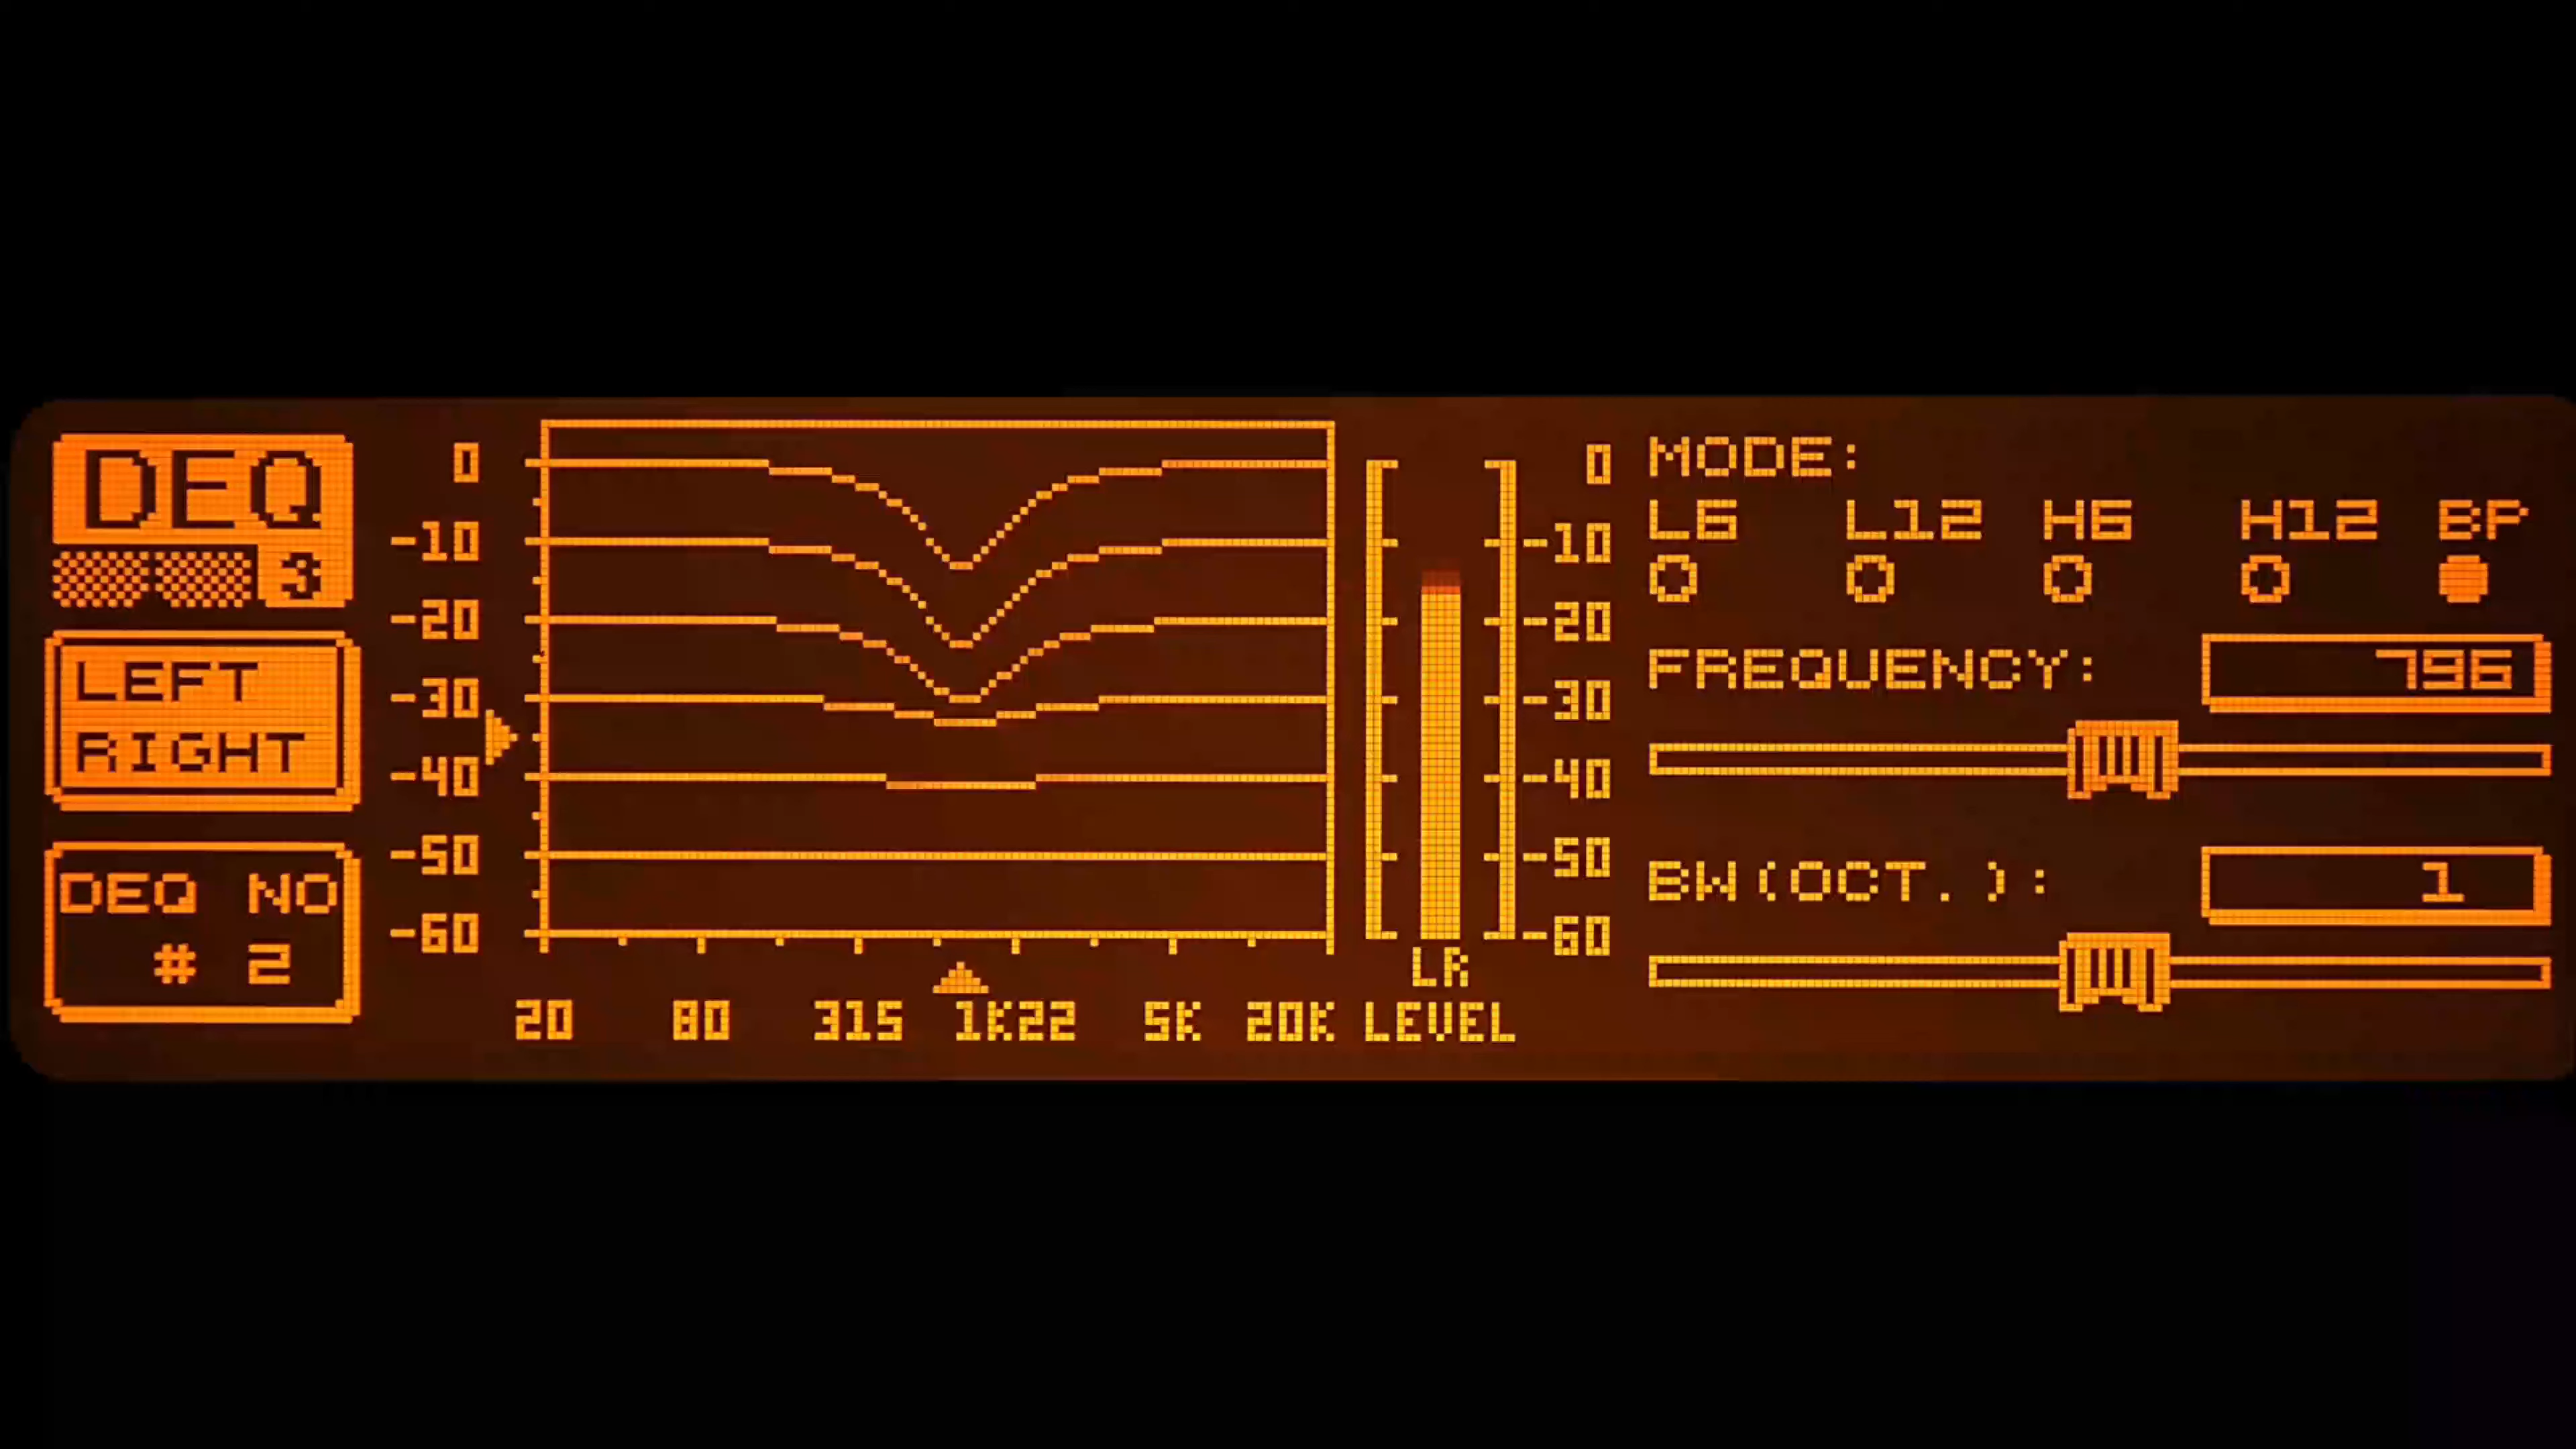 DEQ
3
LEFT
RIGHT
DEQ NO
# 2
0
-10
-20
-30
-40
-50
-60
20 80 315 1K22 5K 20K
0
-10
-20
-30
-40
-50
-60
LR
LEVEL
MODE:
L6 L12 H6 H12 BP
FREQUENCY: 796
BW(OCT.): 1